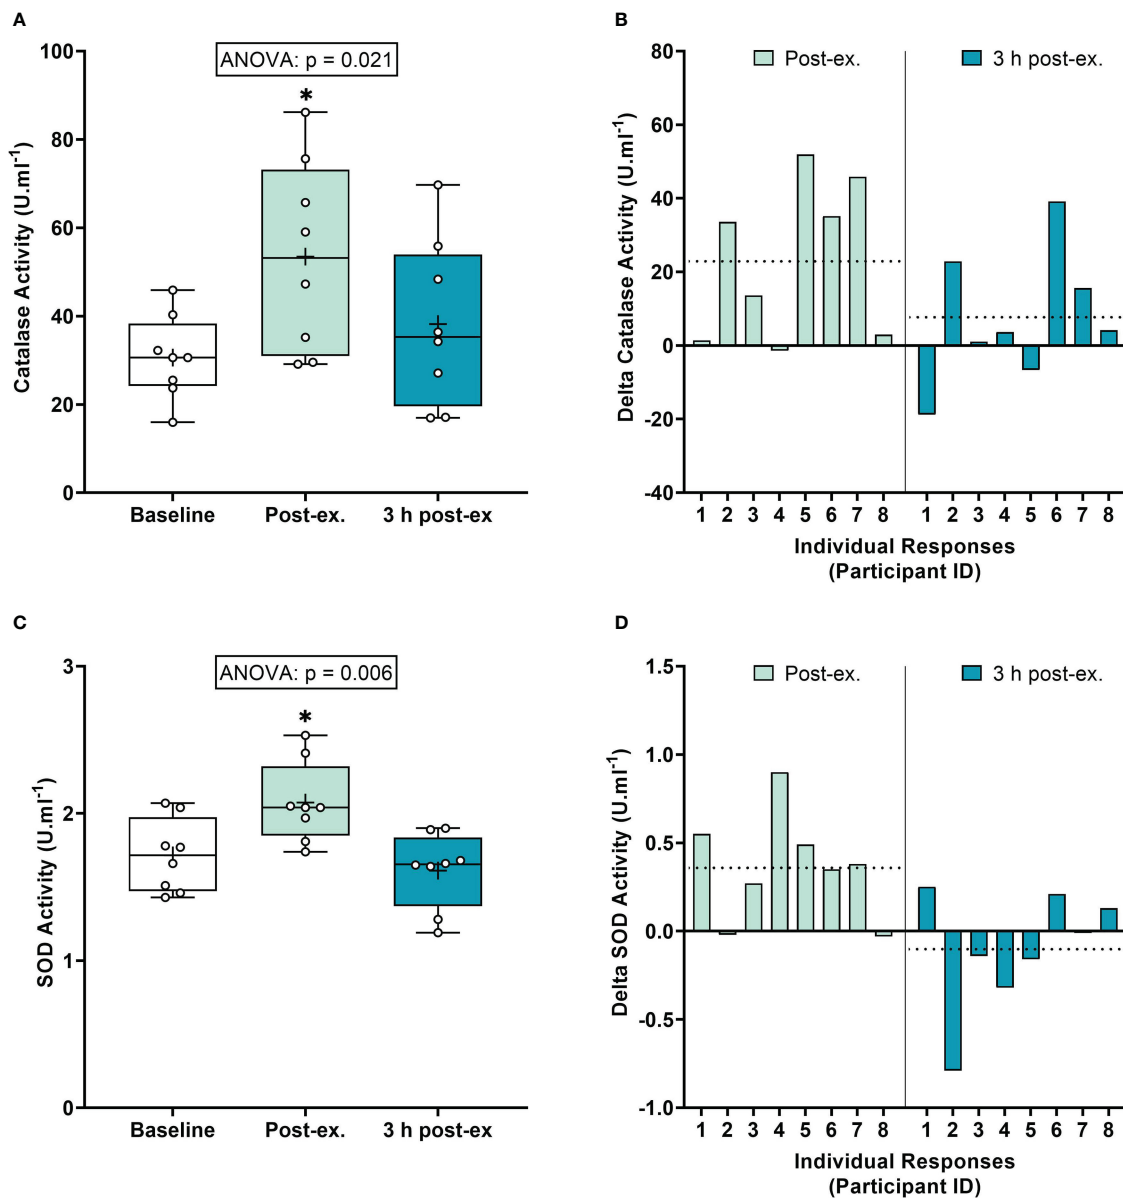 A
ANOVA: p = 0.021
*
Catalase Activity (U.ml⁻¹)
100
80
60
40
20
0
Baseline Post-ex. 3 h post-ex
B
Post-ex. 3 h post-ex.
Delta Catalase Activity (U.ml⁻¹)
80
60
40
20
0
-20
-40
1 2 3 4 5 6 7 8 1 2 3 4 5 6 7 8
Individual Responses
(Participant ID)
C
ANOVA: p = 0.006
*
SOD Activity (U.ml⁻¹)
3
2
1
0
Baseline Post-ex. 3 h post-ex
D
Post-ex. 3 h post-ex.
Delta SOD Activity (U.ml⁻¹)
1.5
1.0
0.5
0.0
-0.5
-1.0
1 2 3 4 5 6 7 8 1 2 3 4 5 6 7 8
Individual Responses
(Participant ID)